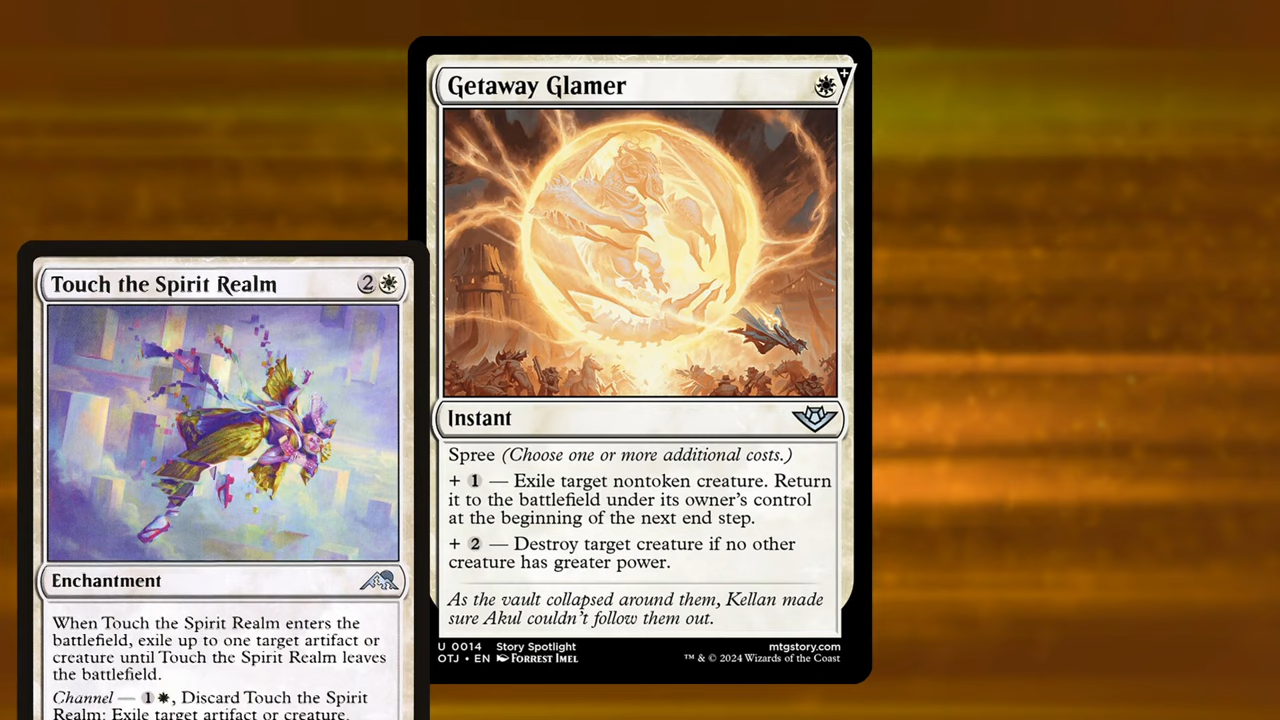 Getaway Glamer
Instant
Spree (Choose one or more additional costs.)
+ 1 — Exile target nontoken creature. Return
it to the battlefield under its owner's control
at the beginning of the next end step.
+ 2 — Destroy target creature if no other
creature has greater power.
As the vault collapsed around them, Kellan made
sure Akul couldn't follow them out.
U 0014 Story Spotlight mtgstory.com
OTJ • EN Forrest Imel ™ & © 2024 Wizards of the Coast
Touch the Spirit Realm 2
Enchantment
When Touch the Spirit Realm enters the
battlefield, exile up to one target artifact or
creature until Touch the Spirit Realm leaves
the battlefield.
Channel — 1, Discard Touch the Spirit
Realm: Exile target artifact or creature.